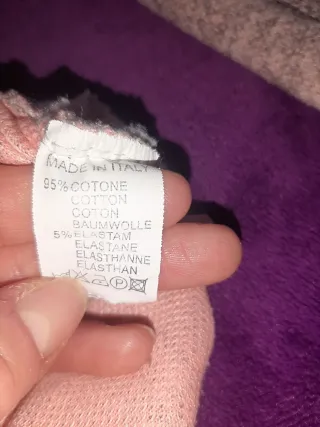 MADE IN ITALY
95% COTONE
COTTON
COTON
BAUMWOLLE
5% ELASTAM
ELASTANE
ELASTHANNE
ELASTHAN
P